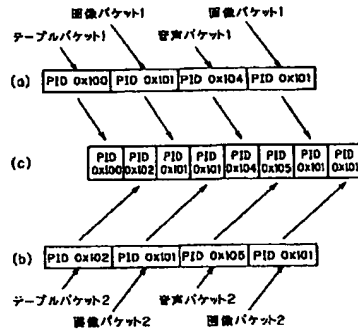 画像パケット1 画像パケット1
テーブルパケット1 音声パケット1
(a) PID 0x100 PID 0x101 PID 0x104 PID 0x101
(c) PID 0x100 PID 0x102 PID 0x101 PID 0x101 PID 0x104 PID 0x105 PID 0x101 PID 0x101
(b) PID 0x102 PID 0x101 PID 0x105 PID 0x101
テーブルパケット2 音声パケット2
画像パケット2 画像パケット2